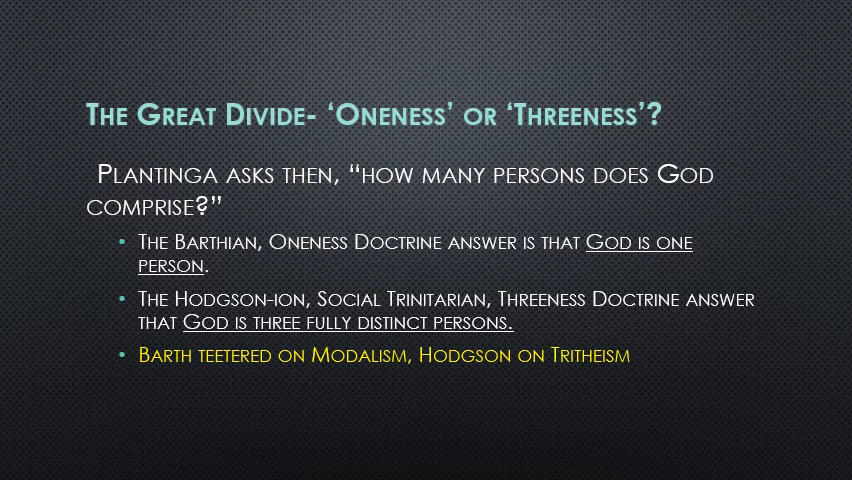 The Great Divide- ‘Oneness’ or ‘Threeness’?
Plantinga asks then, “how many persons does God
comprise?”
• The Barthian, Oneness Doctrine answer is that God is one
person.
• The Hodgson-ion, Social Trinitarian, Threeness Doctrine answer
that God is three fully distinct persons.
• Barth teetered on Modalism, Hodgson on Tritheism